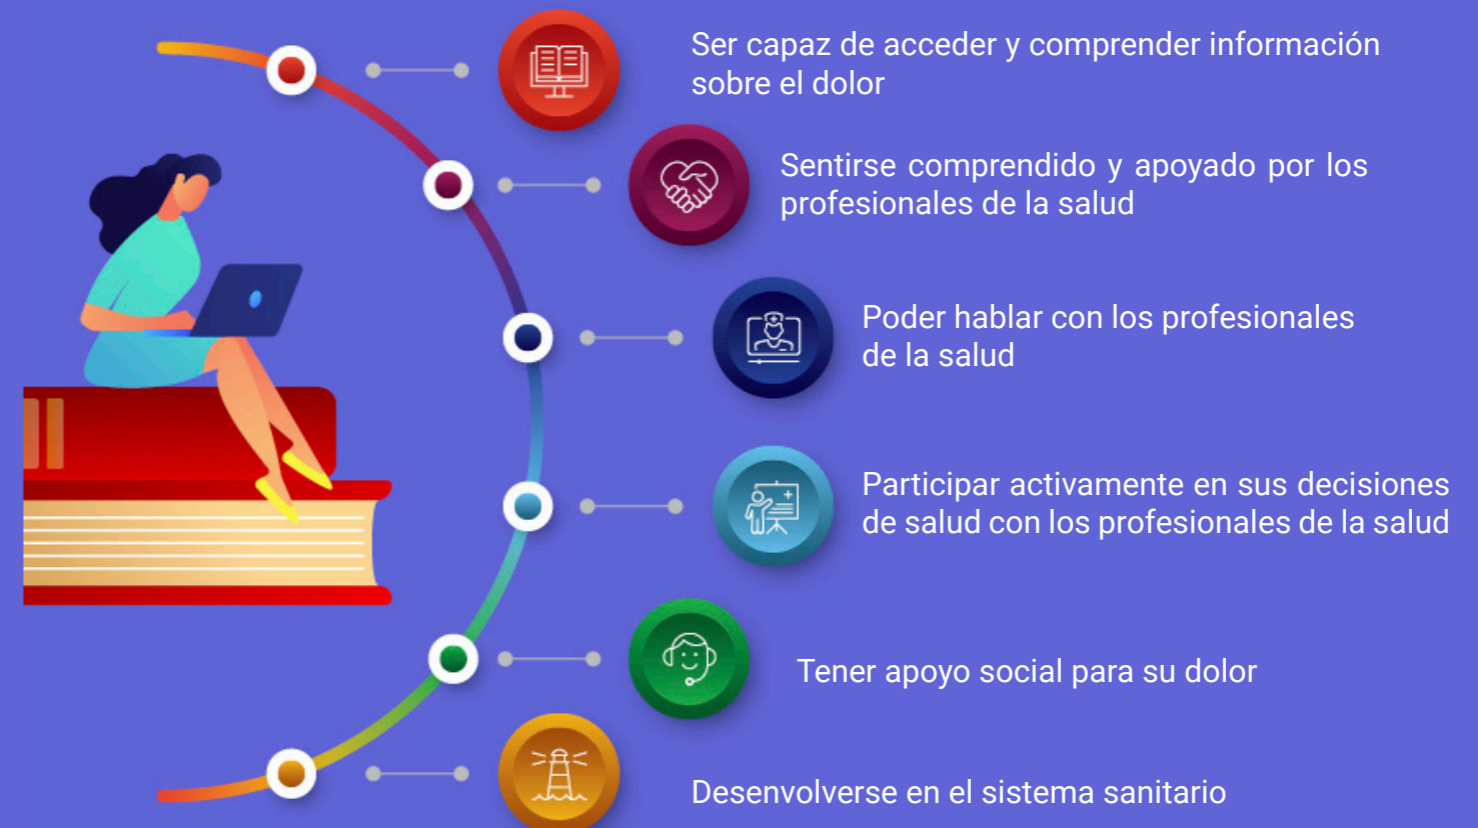 Ser capaz de acceder y comprender información
sobre el dolor
Sentirse comprendido y apoyado por los
profesionales de la salud
Poder hablar con los profesionales
de la salud
Participar activamente en sus decisiones
de salud con los profesionales de la salud
Tener apoyo social para su dolor
Desenvolverse en el sistema sanitario